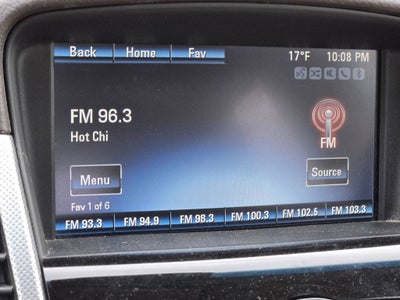 Back Home Fav 17°F 10:08 PM
FM 96.3
Hot Chi
FM
Menu
Source
Fav 1 of 6
FM 93.3 FM 94.9 FM 98.3 FM 100.3 FM 102.5 FM 103.3